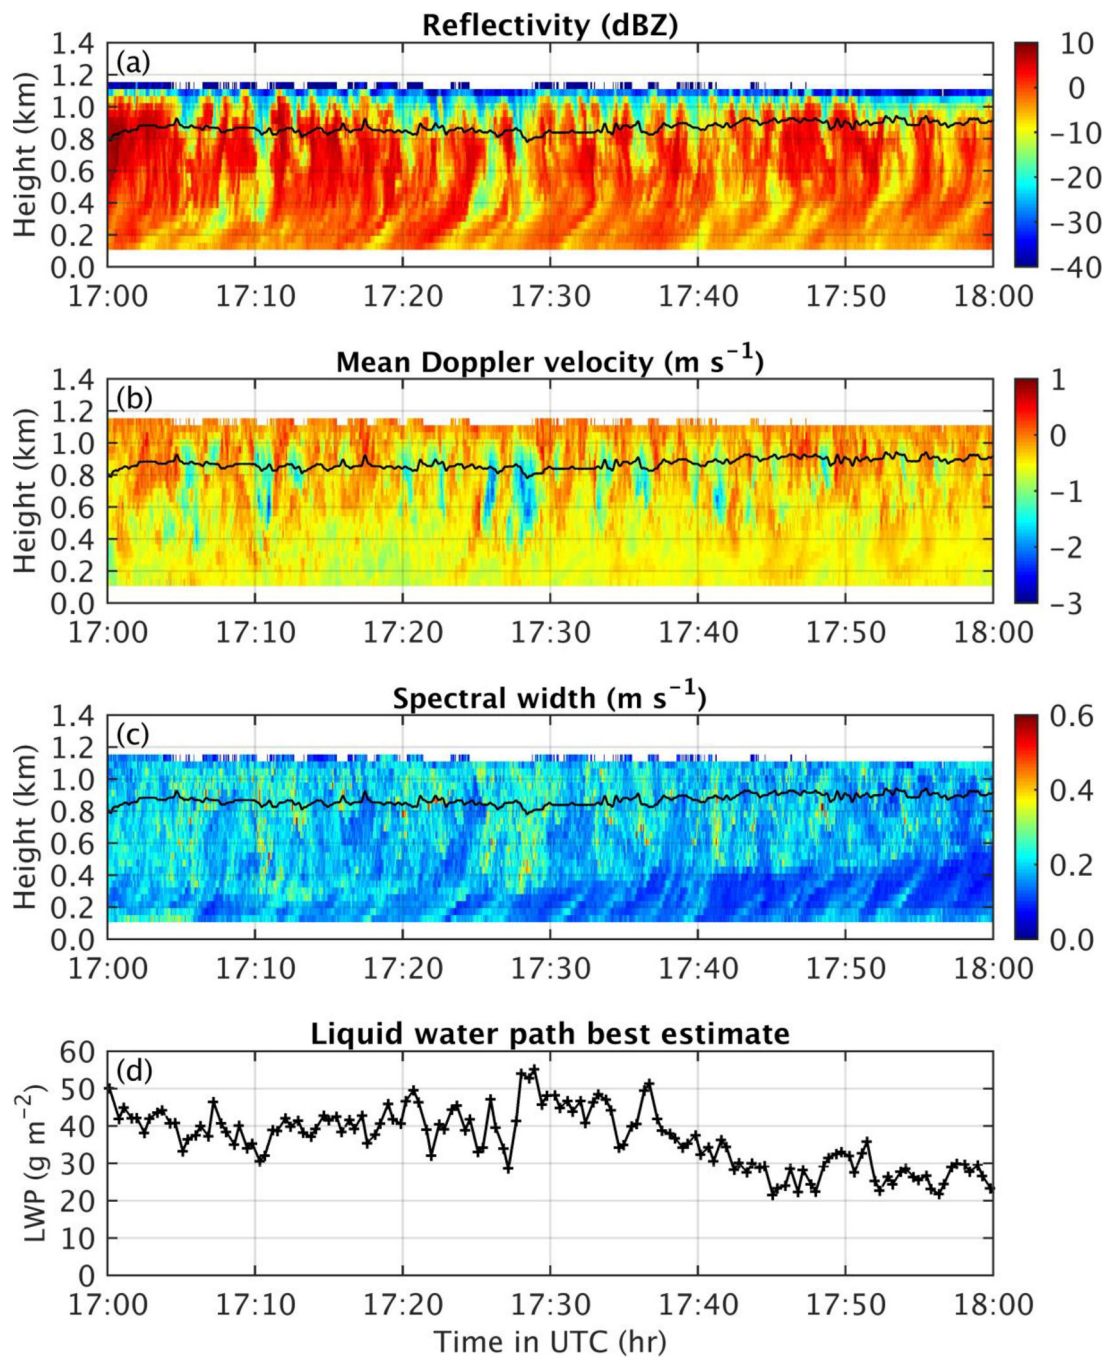 Reflectivity (dBZ)
(a)
Height (km)
1.4
1.2
1.0
0.8
0.6
0.4
0.2
0.0
17:00 17:10 17:20 17:30 17:40 17:50 18:00
10
0
−10
−20
−30
−40
Mean Doppler velocity (m s−1)
(b)
Height (km)
1.4
1.2
1.0
0.8
0.6
0.4
0.2
0.0
17:00 17:10 17:20 17:30 17:40 17:50 18:00
1
0
−1
−2
−3
Spectral width (m s−1)
(c)
Height (km)
1.4
1.2
1.0
0.8
0.6
0.4
0.2
0.0
17:00 17:10 17:20 17:30 17:40 17:50 18:00
0.6
0.4
0.2
0.0
Liquid water path best estimate
(d)
LWP (g m−2)
60
50
40
30
20
10
0
17:00 17:10 17:20 17:30 17:40 17:50 18:00
Time in UTC (hr)